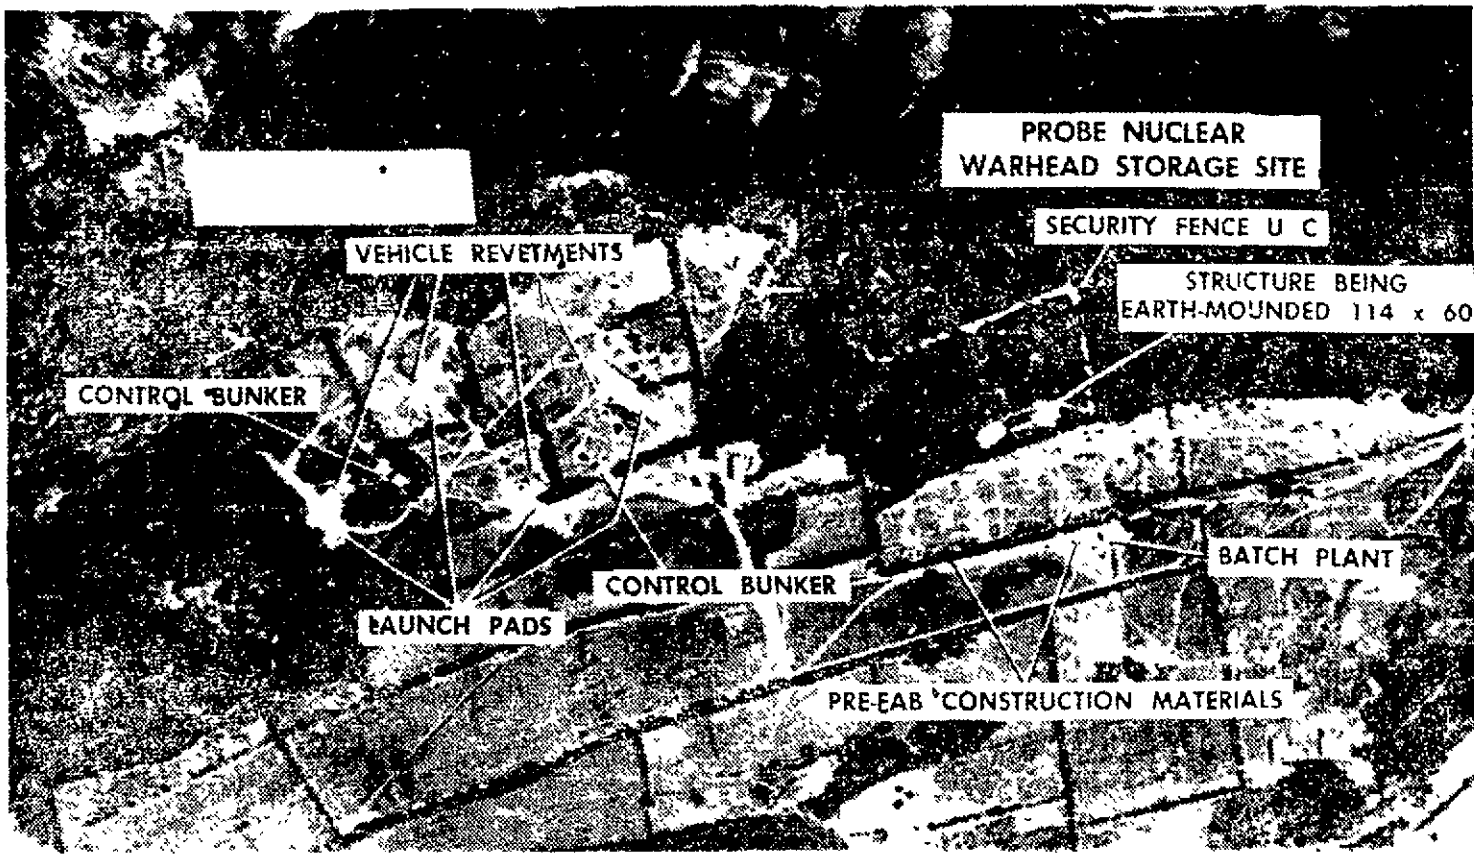 PROBE NUCLEAR
WARHEAD STORAGE SITE
SECURITY FENCE U C
VEHICLE REVETMENTS
STRUCTURE BEING
EARTH-MOUNDED 114 x 60
CONTROL BUNKER
BATCH PLANT
CONTROL BUNKER
LAUNCH PADS
PRE-FAB CONSTRUCTION MATERIALS